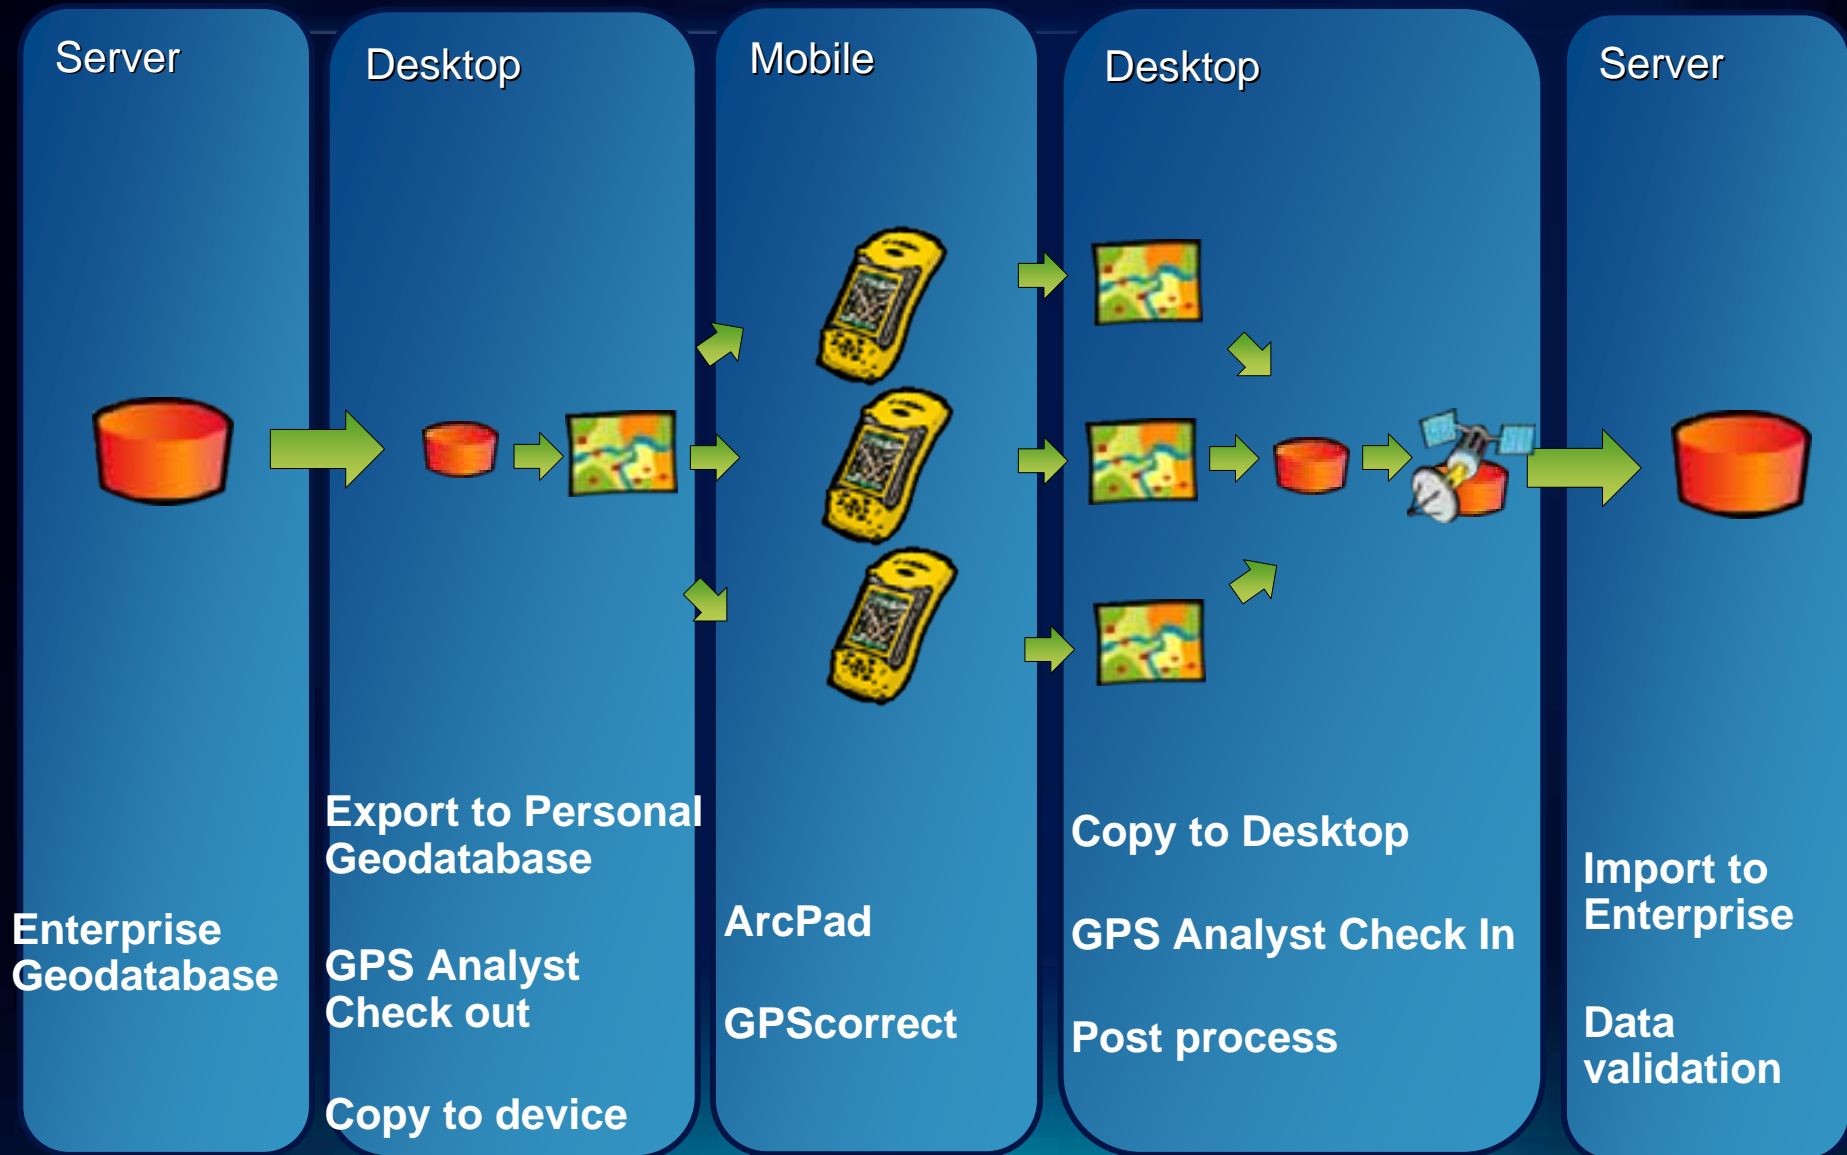 Server
Desktop
Mobile
Desktop
Server
Enterprise
Geodatabase
Export to Personal
Geodatabase
GPS Analyst
Check out
Copy to device
ArcPad
GPScorrect
Copy to Desktop
GPS Analyst Check In
Post process
Import to
Enterprise
Data
validation